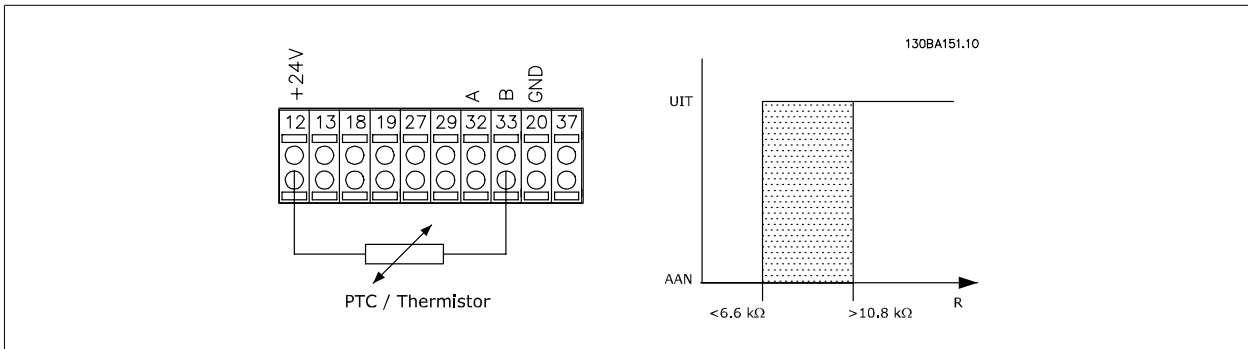 130BA151.10
+24V
A
B
GND
12 13 18 19 27 29 32 33 20 37
PTC / Thermistor
UIT
AAN
<6.6 kΩ
>10.8 kΩ
R